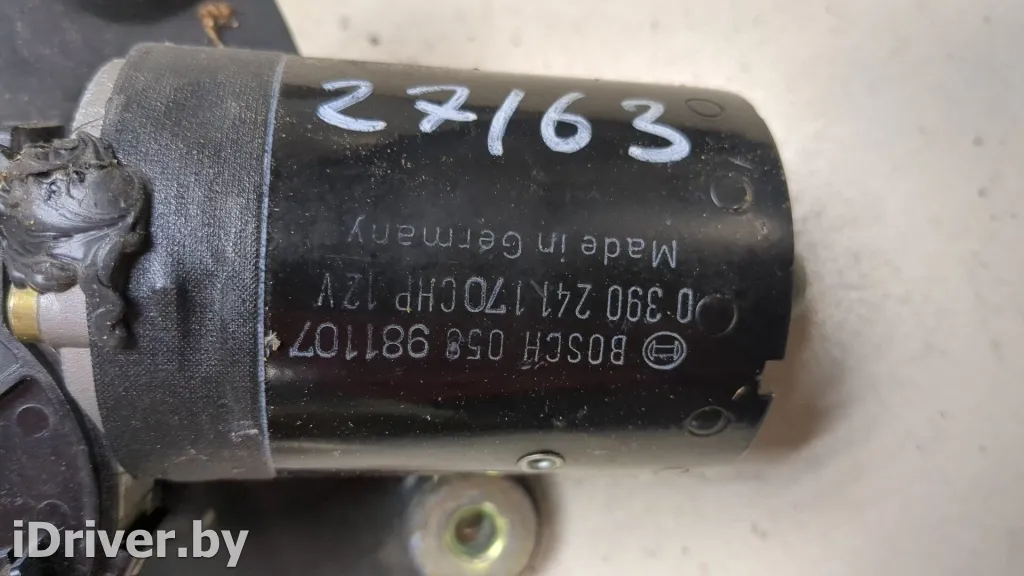 27163
BOSCH 058 981107
0 390 241 170 CHP 12V
Made in Germany
iDriver.by